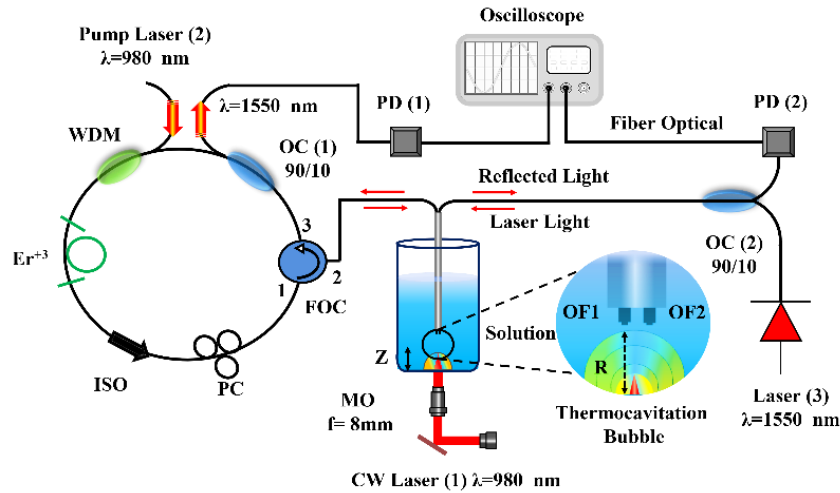 Oscilloscope
Pump Laser (2)
λ=980 nm
λ=1550 nm
PD (1)
PD (2)
WDM
OC (1)
90/10
Fiber Optical
Reflected Light
Laser Light
OC (2)
90/10
Er+3
3
1
2
FOC
Solution
OF1
OF2
Z
R
ISO
PC
MO
f= 8mm
Thermocavitation
Bubble
Laser (3)
λ=1550 nm
CW Laser (1) λ=980 nm